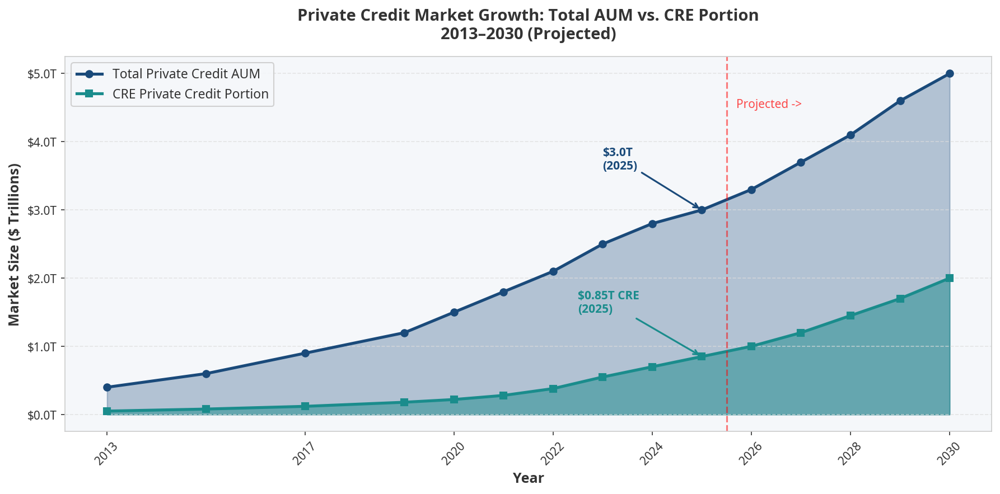 Private Credit Market Growth: Total AUM vs. CRE Portion
2013–2030 (Projected)
Total Private Credit AUM
CRE Private Credit Portion
Projected ->
$3.0T
(2025)
$0.85T CRE
(2025)
Market Size ($ Trillions)
$5.0T
$4.0T
$3.0T
$2.0T
$1.0T
$0.0T
2013
2017
2020
2022
2024
2026
2028
2030
Year